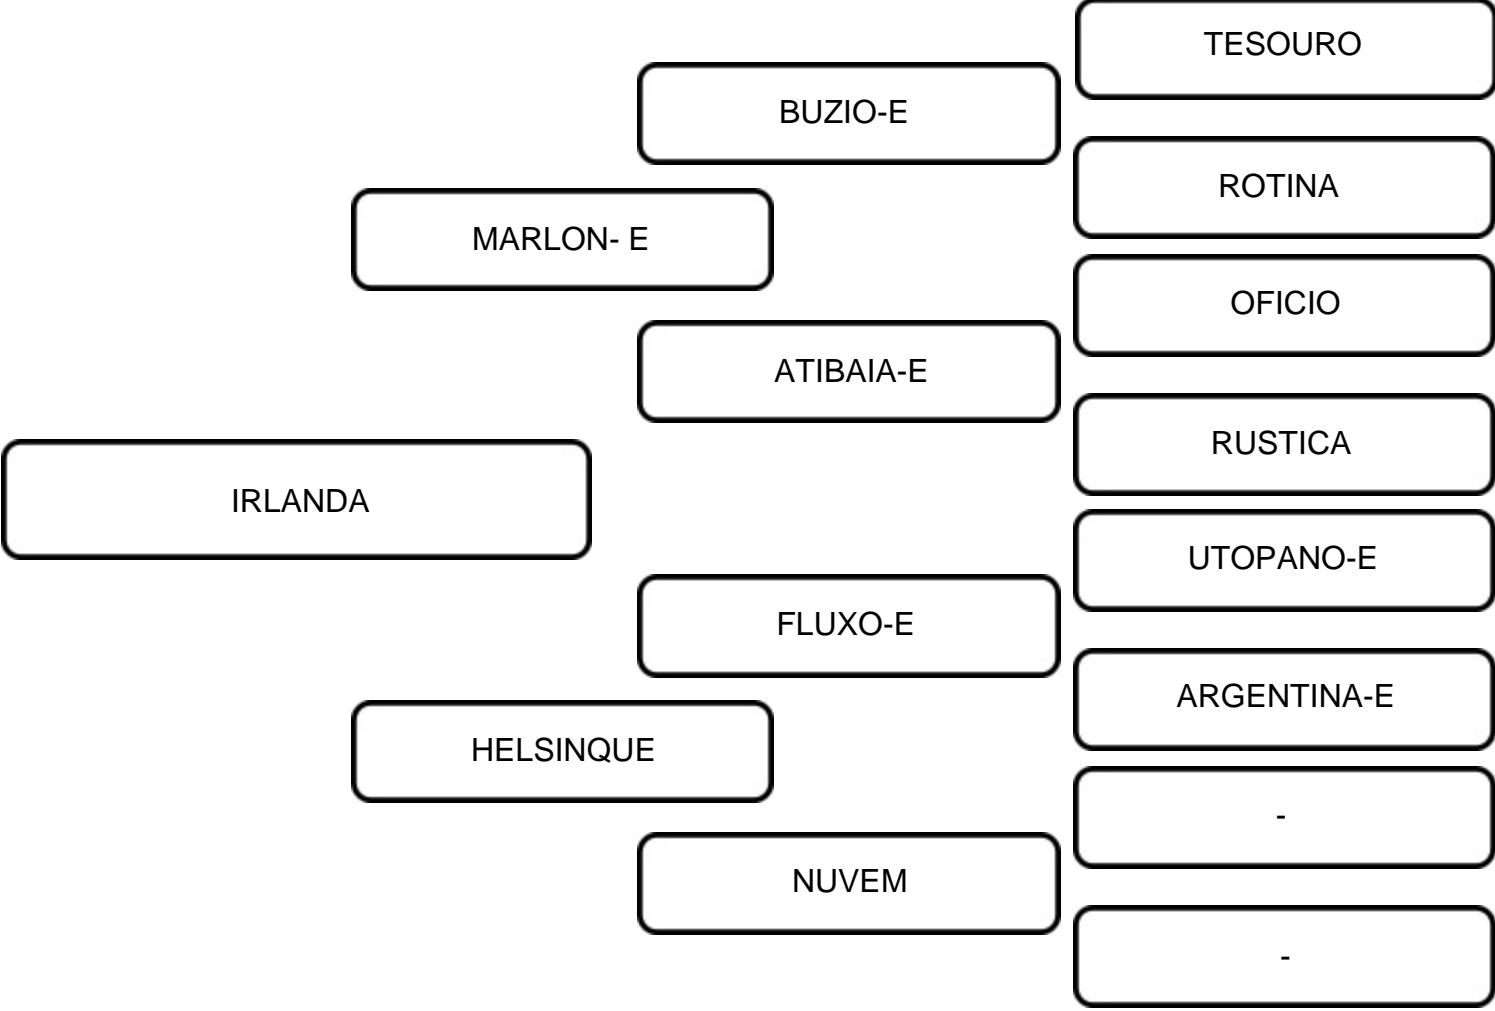 TESOURO
BUZIO-E
ROTINA
MARLON- E
OFICIO
ATIBAIA-E
RUSTICA
IRLANDA
UTOPANO-E
FLUXO-E
ARGENTINA-E
HELSINQUE
-
NUVEM
-